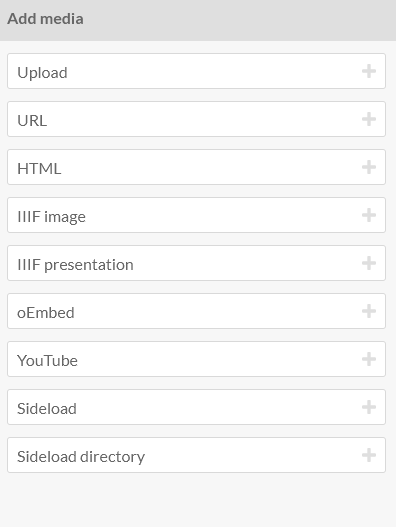 Add media
Upload
URL
HTML
IIIF image
IIIF presentation
oEmbed
YouTube
Sideload
Sideload directory